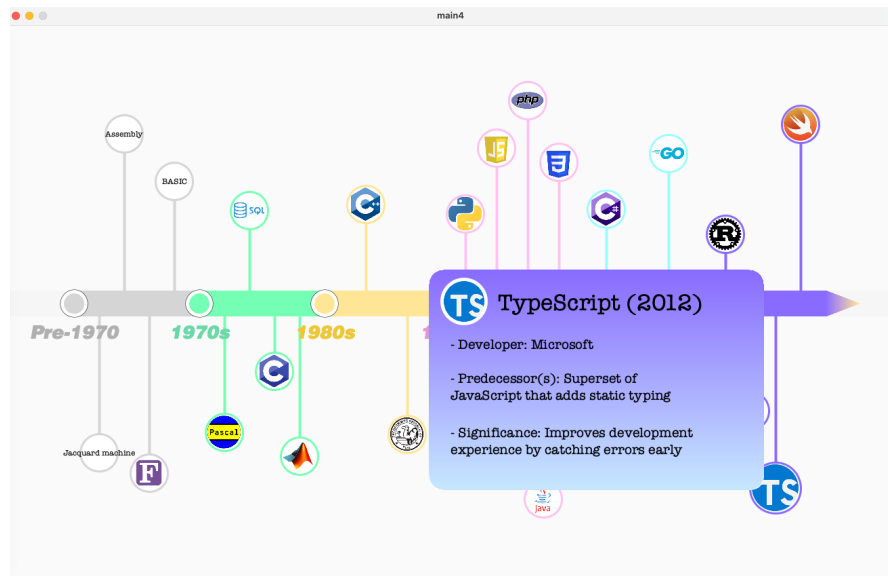 main4
php
Assembly
JS
GO
BASIC
SQL
C++
C#
R
TS TypeScript (2012)
Pre-1970
1970s
1980s
- Developer: Microsoft
- Predecessor(s): Superset of
JavaScript that adds static typing
- Significance: Improves development
experience by catching errors early
C
Pascal
Jacquard machine
F
TS
Java